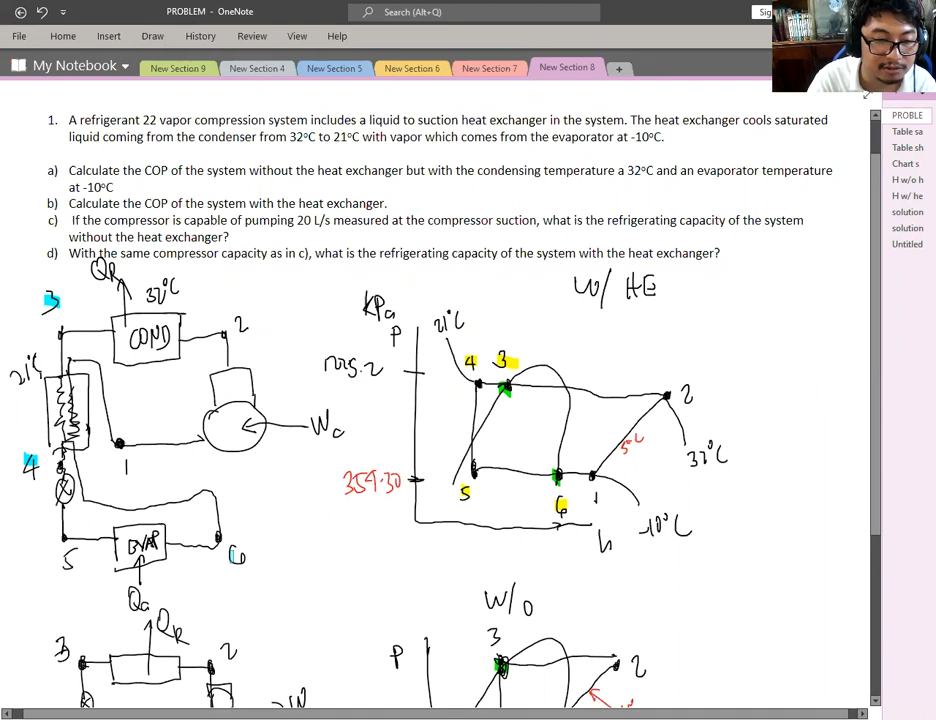 PROBLEM - OneNote
Search (Alt+Q)
File Home Insert Draw History Review View Help
My Notebook
New Section 9
New Section 4
New Section 5
New Section 6
New Section 7
New Section 8
1. A refrigerant 22 vapor compression system includes a liquid to suction heat exchanger in the system. The heat exchanger cools saturated
liquid coming from the condenser from 32°C to 21°C with vapor which comes from the evaporator at -10°C.
a) Calculate the COP of the system without the heat exchanger but with the condensing temperature a 32°C and an evaporator temperature
at -10°C
b) Calculate the COP of the system with the heat exchanger.
c) If the compressor is capable of pumping 20 L/s measured at the compressor suction, what is the refrigerating capacity of the system
without the heat exchanger?
d) With the same compressor capacity as in c), what is the refrigerating capacity of the system with the heat exchanger?
PROBLE
Table sa
Table sh
Chart s
H w/o h
H w/ he
solution
solution
Untitled
QR
32°C
3
COND
2
21°C
Wc
1
4
5
EVAP
6
Qa
QR
3
2
W/ HE
KPa
P
21°C
4
3
2
354.30
5
6
1
32°C
-10°C
h
W/O
3
P
2